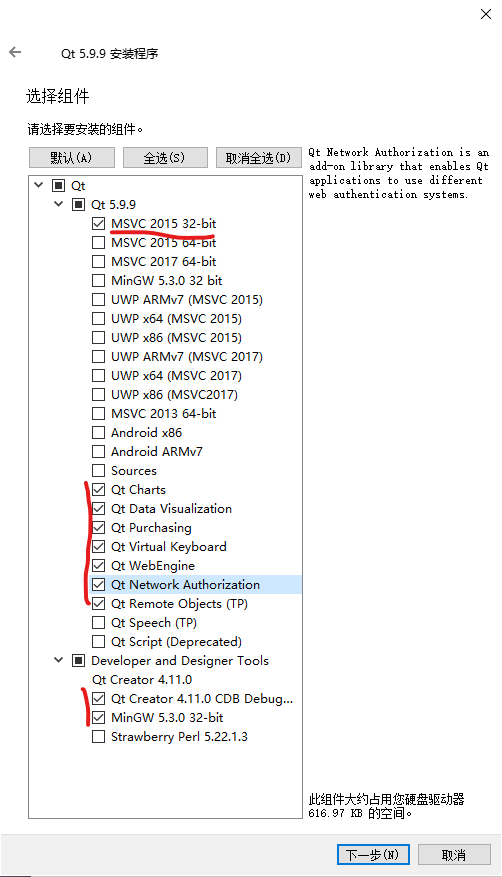 Qt 5.9.9 安装程序
选择组件
请选择要安装的组件。
默认(A)
全选(S)
取消全选(D)
Qt Network Authorization is an
add-on library that enables Qt
applications to use different
web authentication systems.
Qt
Qt 5.9.9
MSVC 2015 32-bit
MSVC 2015 64-bit
MSVC 2017 64-bit
MinGW 5.3.0 32 bit
UWP ARMv7 (MSVC 2015)
UWP x64 (MSVC 2015)
UWP x86 (MSVC 2015)
UWP ARMv7 (MSVC 2017)
UWP x64 (MSVC 2017)
UWP x86 (MSVC2017)
MSVC 2013 64-bit
Android x86
Android ARMv7
Sources
Qt Charts
Qt Data Visualization
Qt Purchasing
Qt Virtual Keyboard
Qt WebEngine
Qt Network Authorization
Qt Remote Objects (TP)
Qt Speech (TP)
Qt Script (Deprecated)
Developer and Designer Tools
Qt Creator 4.11.0
Qt Creator 4.11.0 CDB Debug...
MinGW 5.3.0 32-bit
Strawberry Perl 5.22.1.3
此组件大约占用您硬盘驱动器
616.97 KB 的空间。
下一步(N)
取消